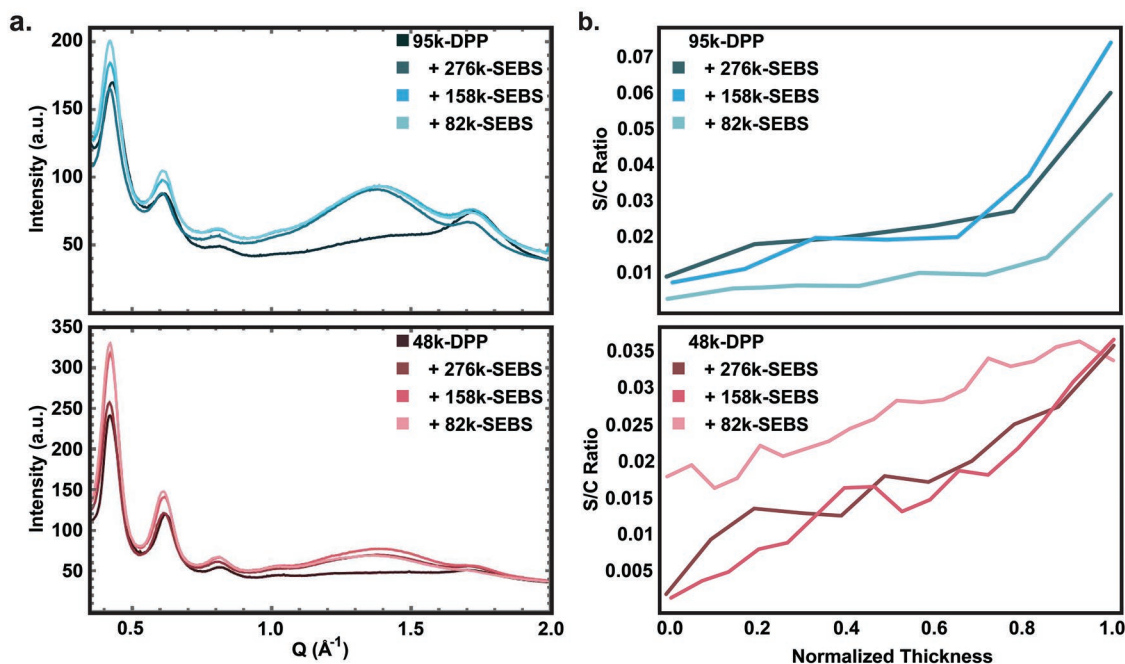 a.
200
150
100
50
Intensity (a.u.)
95k-DPP
+ 276k-SEBS
+ 158k-SEBS
+ 82k-SEBS
350
300
250
200
150
100
50
0
Intensity (a.u.)
48k-DPP
+ 276k-SEBS
+ 158k-SEBS
+ 82k-SEBS
0.5
1.0
1.5
2.0
Q (Å⁻¹)
b.
0.07
0.06
0.05
0.04
0.03
0.02
0.01
S/C Ratio
95k-DPP
+ 276k-SEBS
+ 158k-SEBS
+ 82k-SEBS
0.035
0.03
0.025
0.02
0.015
0.01
0.005
S/C Ratio
48k-DPP
+ 276k-SEBS
+ 158k-SEBS
+ 82k-SEBS
0.0
0.2
0.4
0.6
0.8
1.0
Normalized Thickness